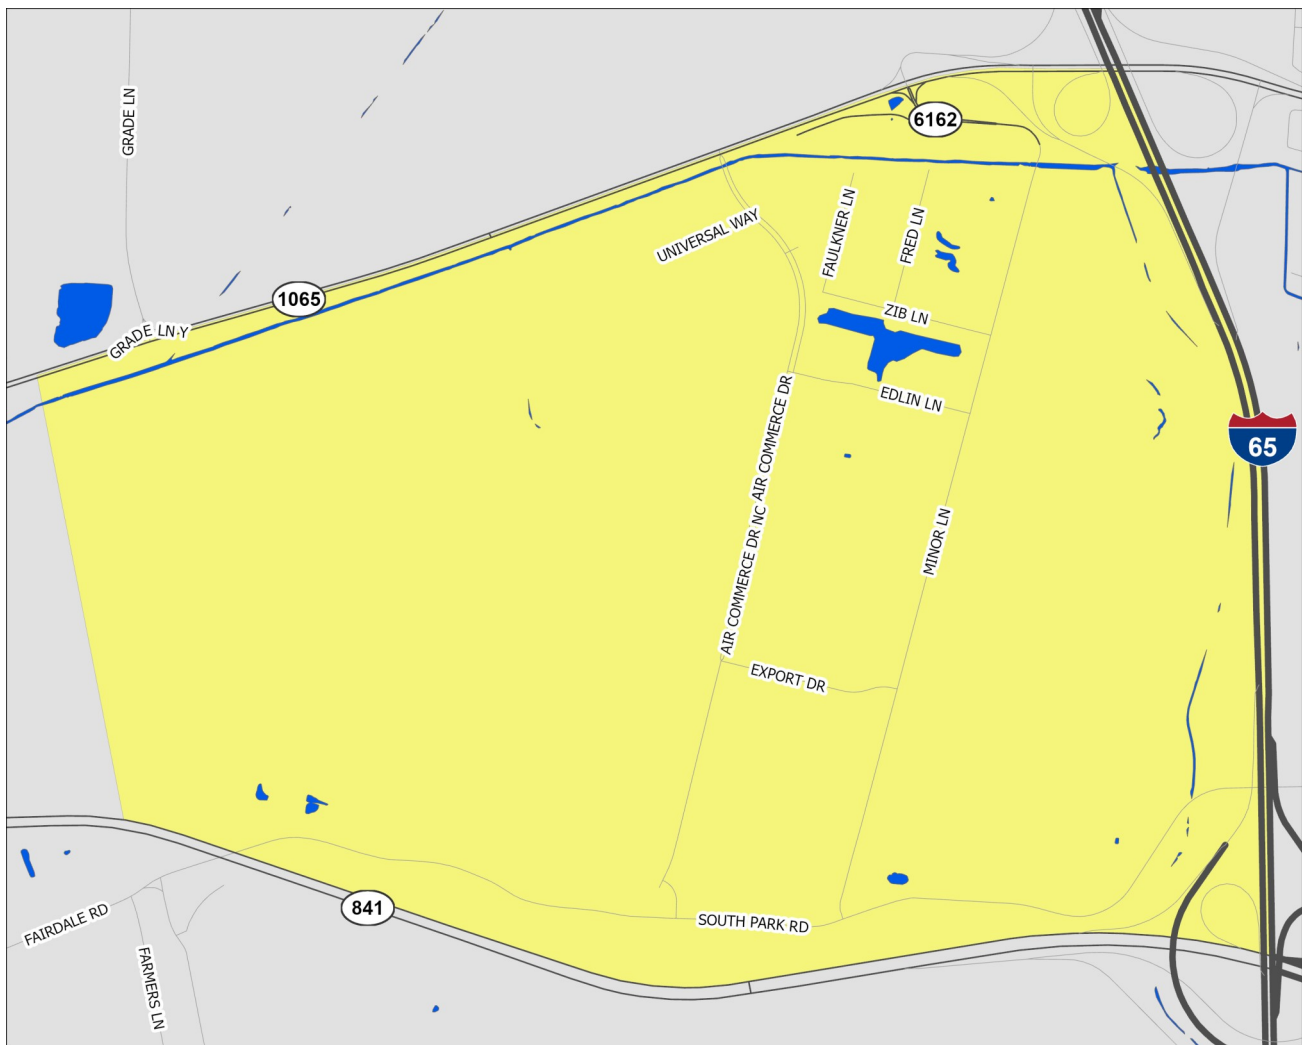 GRADE LN
6162
UNIVERSAL WAY
FAULKNER LN
FRED LN
1065
GRADE LN Y
ZIB LN
EDLIN LN
AIR COMMERCE DR
65
AIR COMMERCE DR NC
MINOR LN
EXPORT DR
841
SOUTH PARK RD
FAIRDALE RD
FARMERS LN